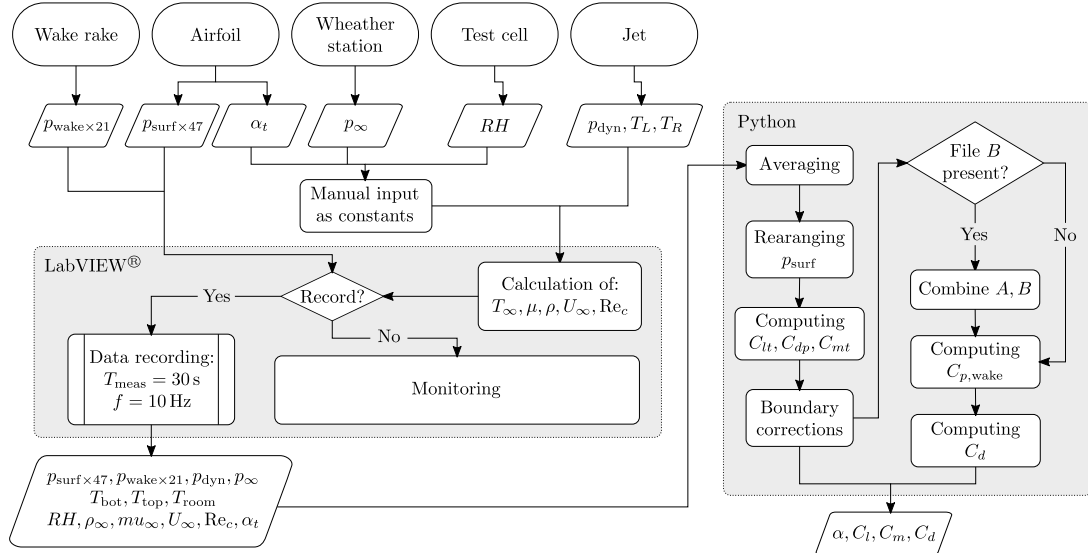 Wake rake
Airfoil
Wheather
station
Test cell
Jet
p_wake×21
p_surf×47
α_t
p_∞
RH
p_dyn, T_L, T_R
Manual input
as constants
LabVIEW®
Record?
Yes
No
Calculation of:
T_∞, μ, ρ, U_∞, Re_c
Data recording:
T_meas = 30 s
f = 10 Hz
Monitoring
p_surf×47, p_wake×21, p_dyn, p_∞
T_bot, T_top, T_room
RH, ρ_∞, mu_∞, U_∞, Re_c, α_t
Python
Averaging
Rearanging
p_surf
Computing
C_lt, C_dp, C_mt
Boundary
corrections
File B
present?
Yes
No
Combine A, B
Computing
C_p,wake
Computing
C_d
α, C_l, C_m, C_d